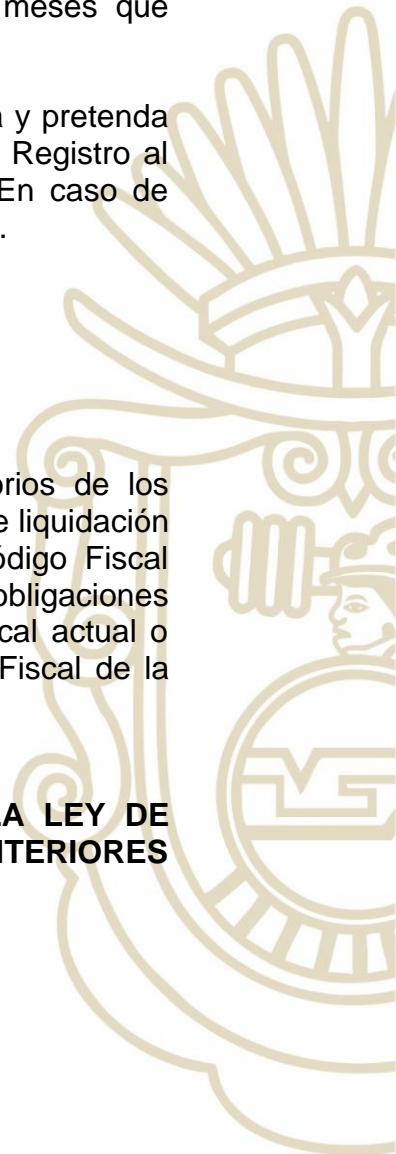 meses que
a y pretenda
Registro al
En caso de
.
orios de los
e liquidación
ódigo Fiscal
obligaciones
cal actual o
Fiscal de la
LA LEY DE
NTERIORES